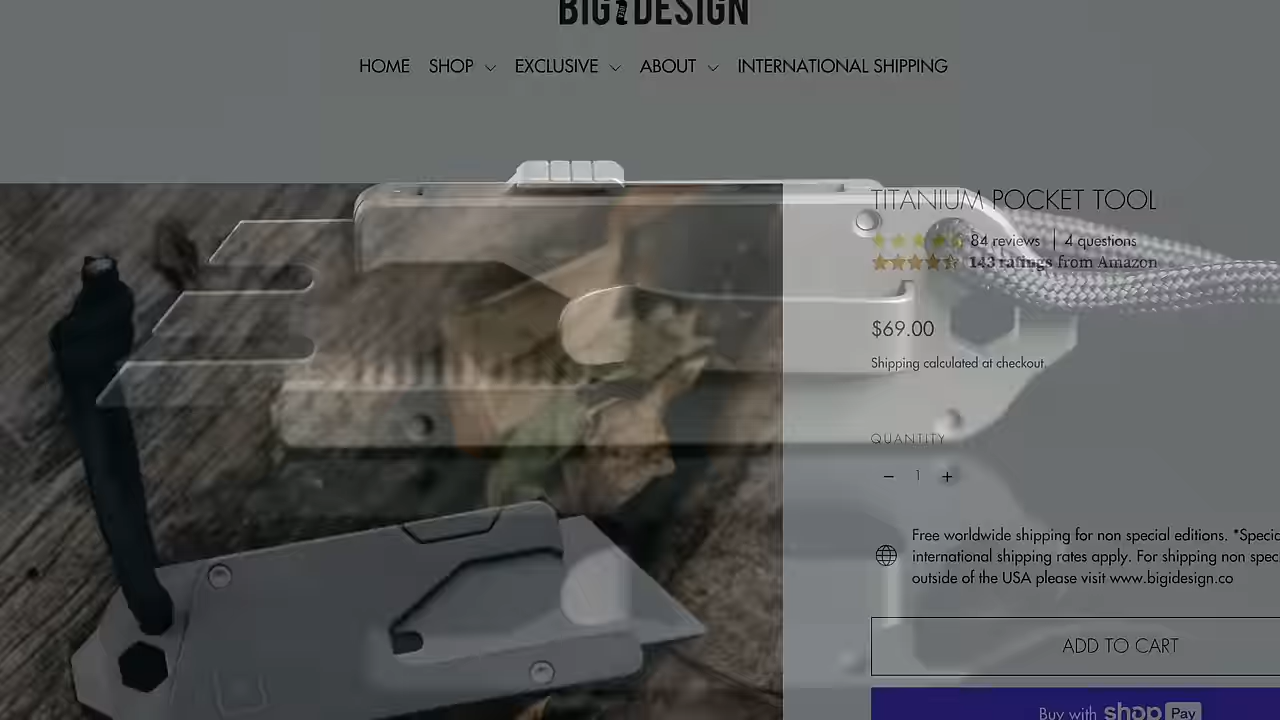 BIGiDESIGN
HOME SHOP EXCLUSIVE ABOUT INTERNATIONAL SHIPPING
TITANIUM POCKET TOOL
84 reviews | 4 questions
143 ratings from Amazon
$69.00
Shipping calculated at checkout
QUANTITY
− 1 +
Free worldwide shipping for non special editions. *Specia
international shipping rates apply. For shipping non spec
outside of the USA please visit www.bigidesign.co
ADD TO CART
Buy with shop Pay